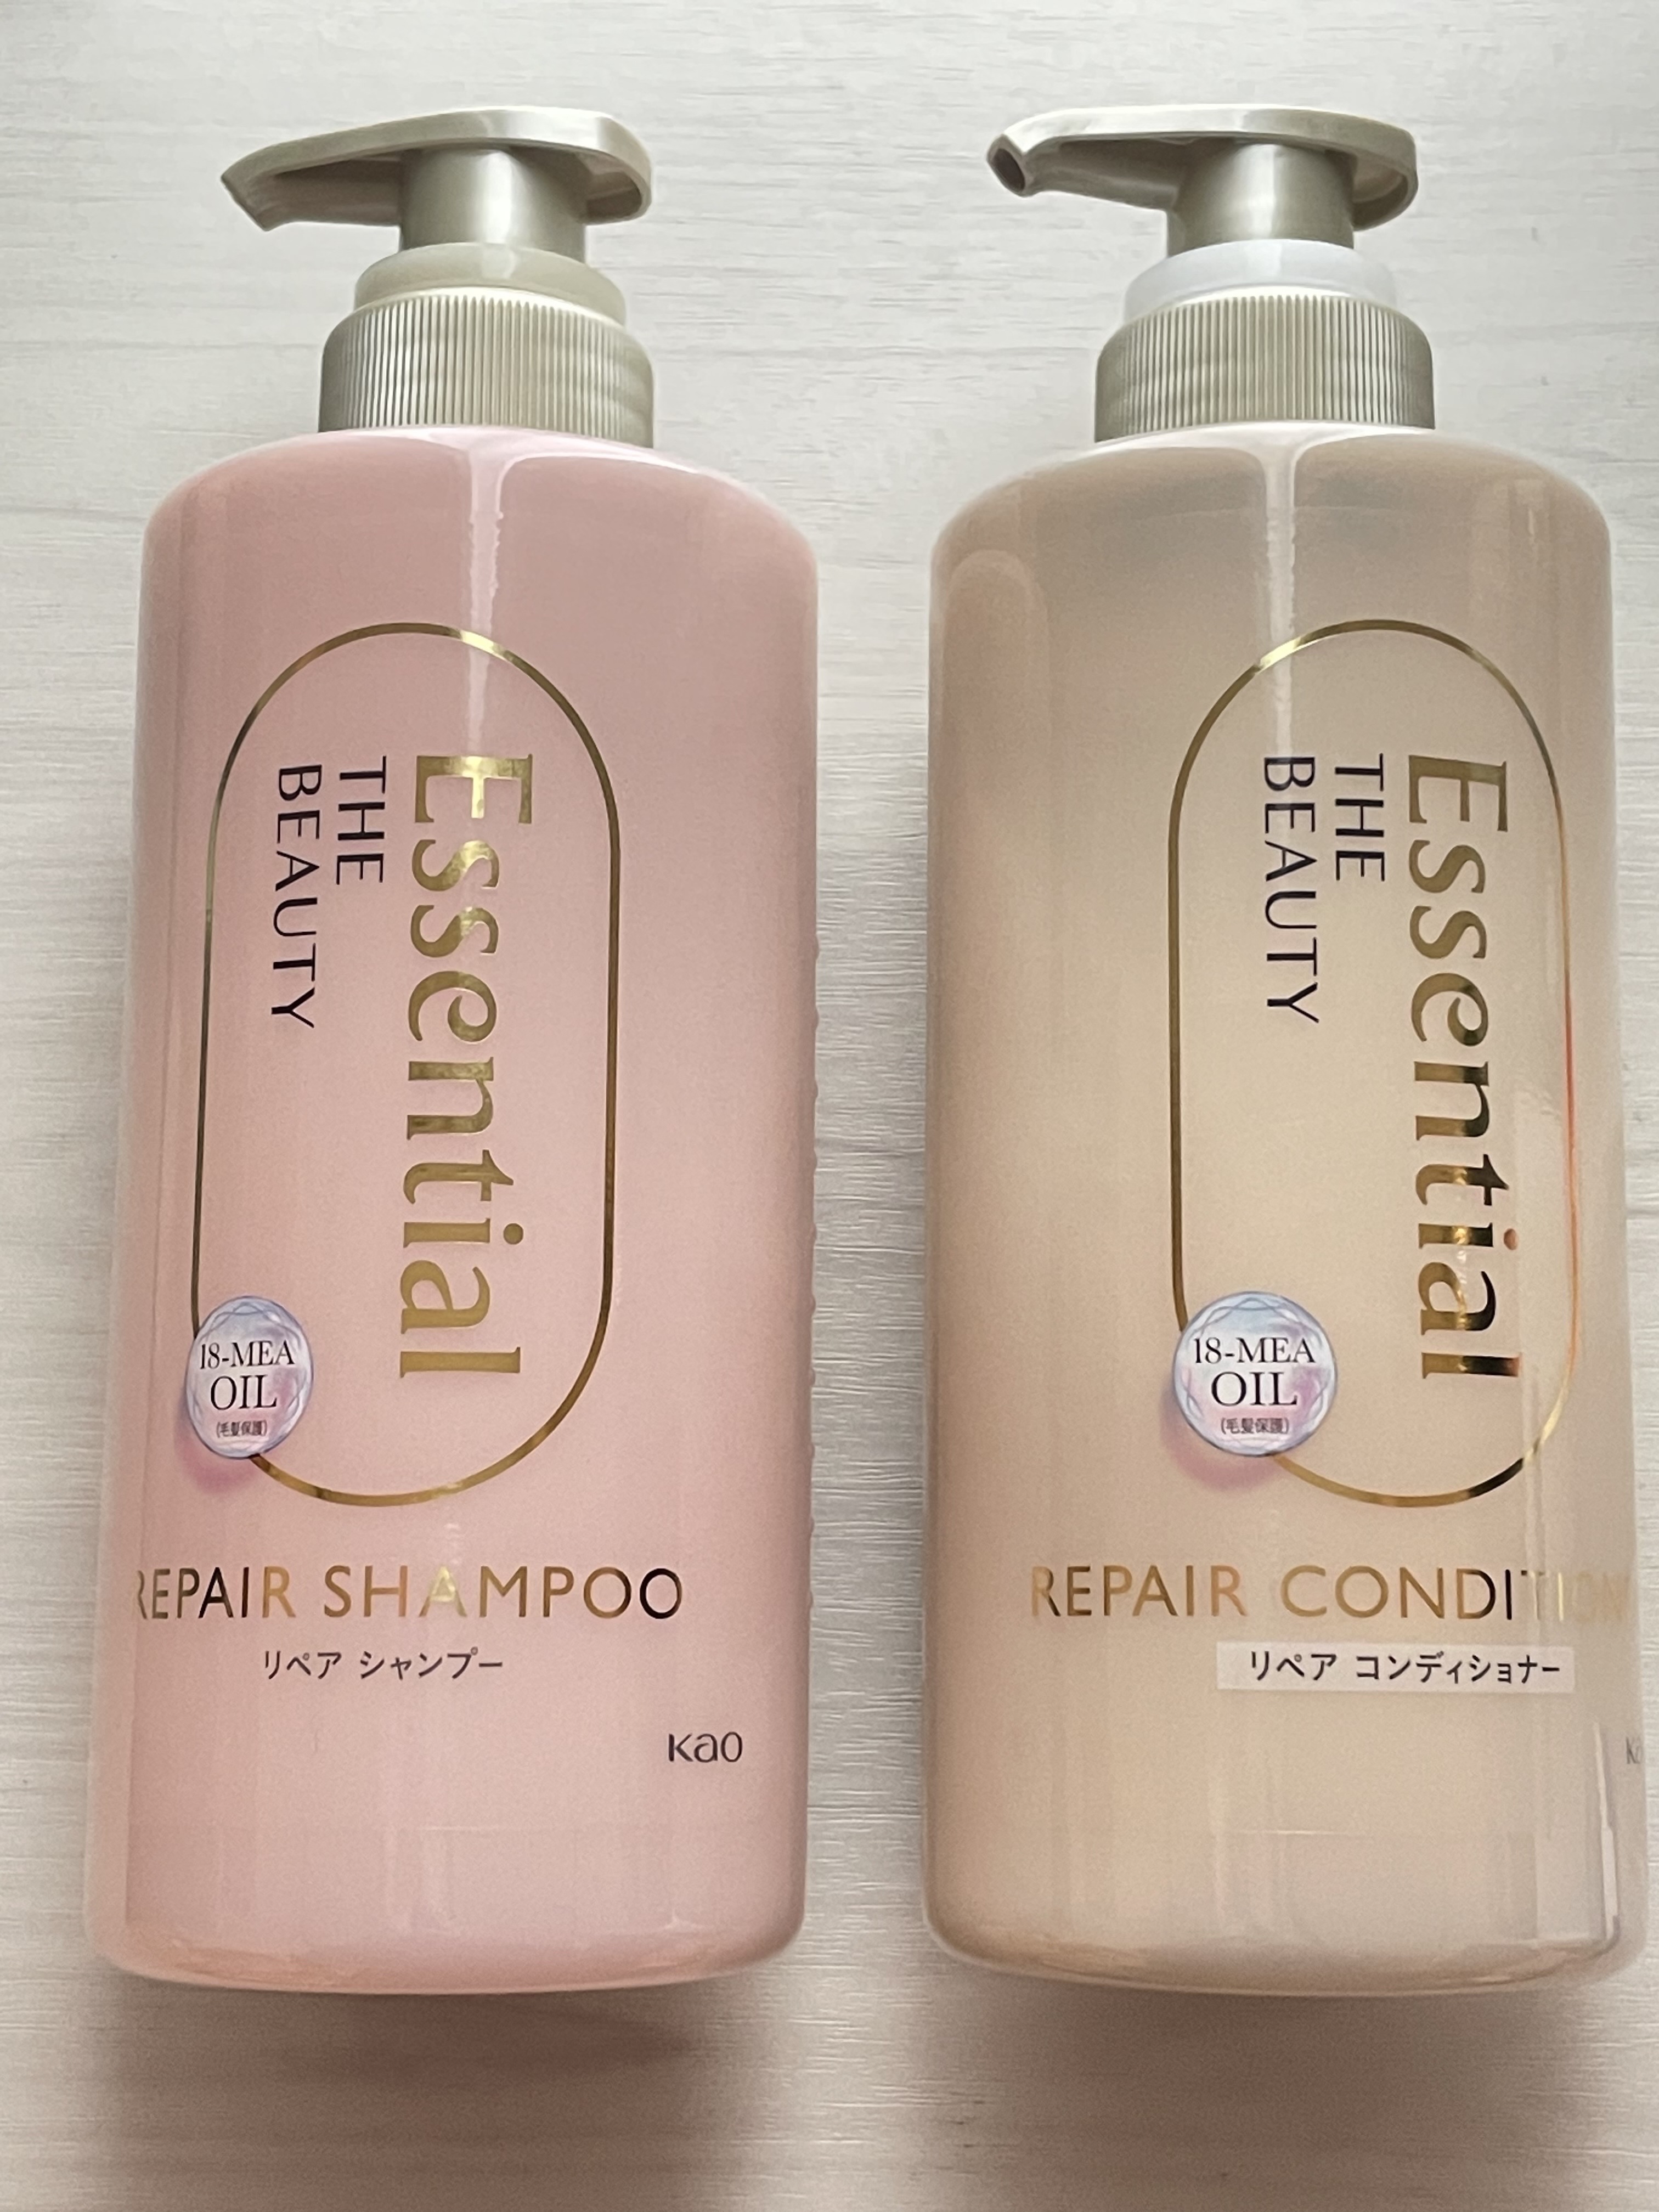 Essential
THE
BEAUTY
18-MEA
OIL
(毛髪保護)
REPAIR SHAMPOO
リペア シャンプー
Kao
Essential
THE
BEAUTY
18-MEA
OIL
(毛髪保護)
REPAIR CONDITION
リペア コンディショナー